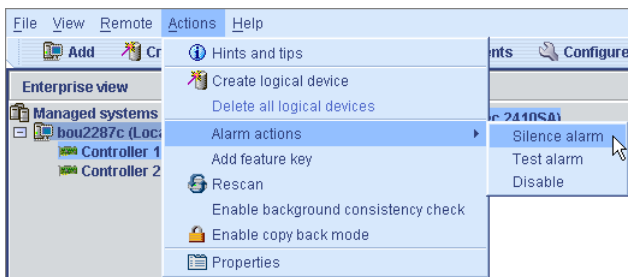 File View Remote Actions Help
Add Cr
nts Configure
Hints and tips
Enterprise view
Create logical device
Managed systems
Delete all logical devices
c 2410SA)
bou2287c (Loca
Alarm actions
Silence alarm
Controller 1
Add feature key
Test alarm
Controller 2
Rescan
Disable
Enable background consistency check
Enable copy back mode
Properties